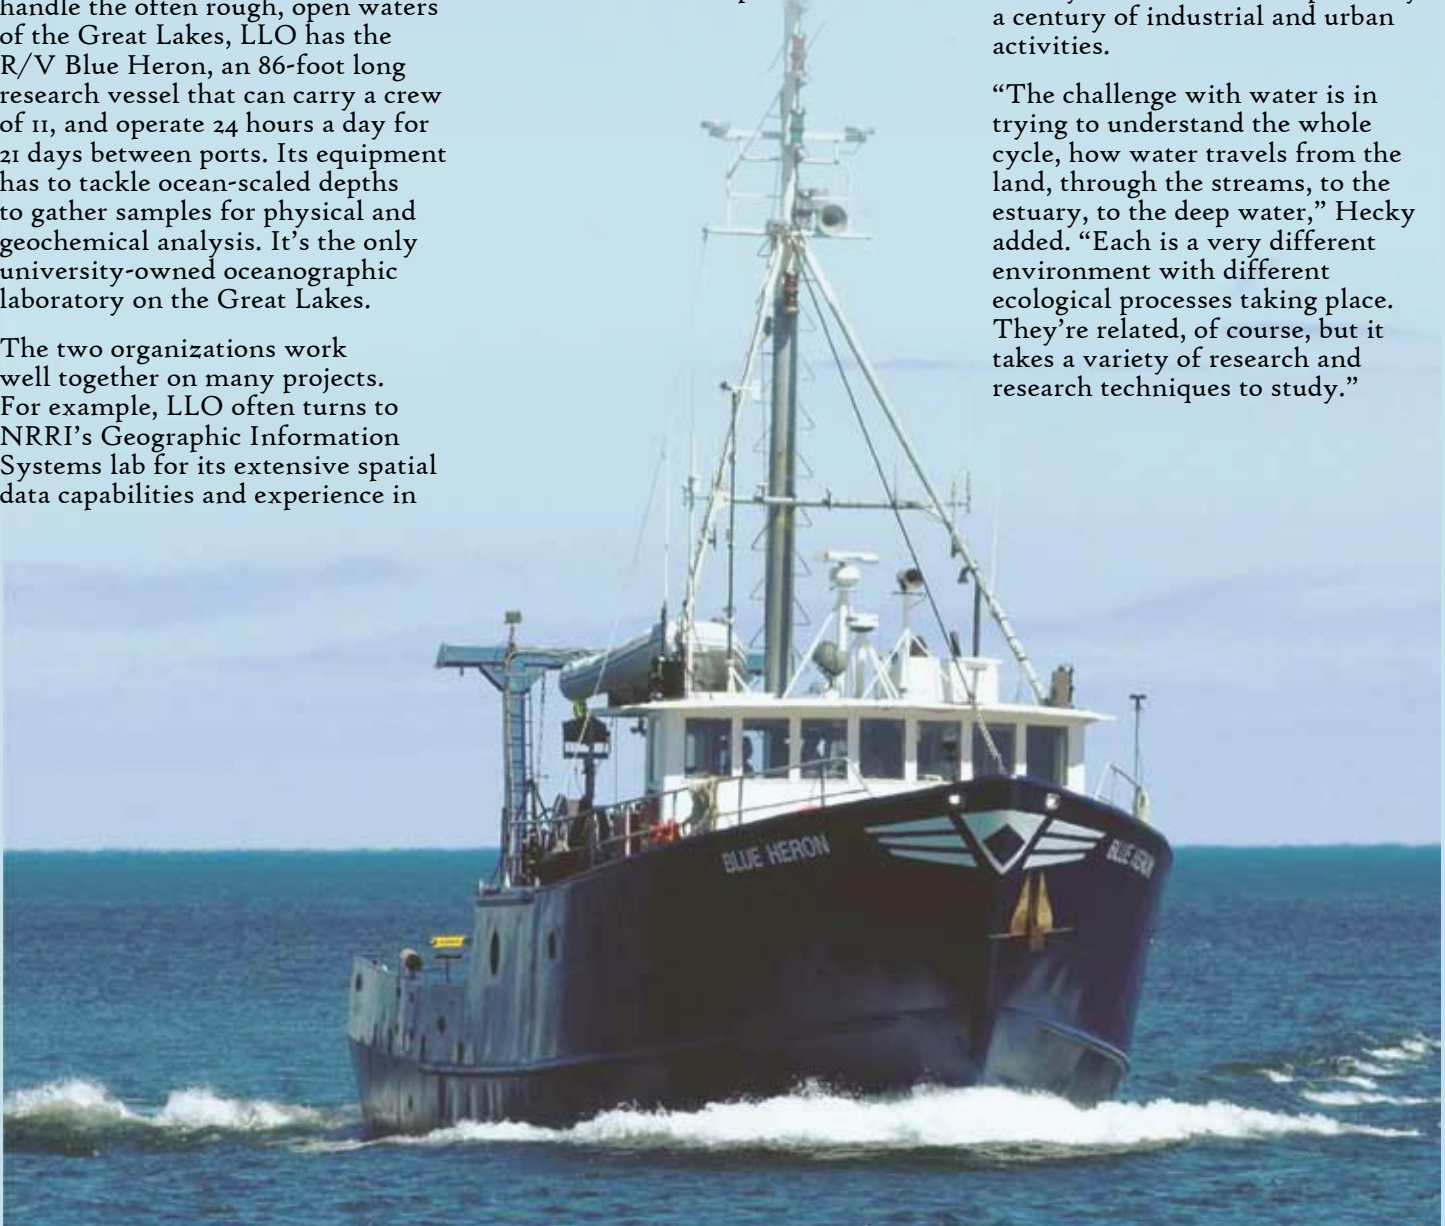 handle the often rough, open waters
of the Great Lakes, LLO has the
R/V Blue Heron, an 86-foot long
research vessel that can carry a crew
of 11, and operate 24 hours a day for
21 days between ports. Its equipment
has to tackle ocean-scaled depths
to gather samples for physical and
geochemical analysis. It’s the only
university-owned oceanographic
laboratory on the Great Lakes.
The two organizations work
well together on many projects.
For example, LLO often turns to
NRRI’s Geographic Information
Systems lab for its extensive spatial
data capabilities and experience in
a century of industrial and urban
activities.
“The challenge with water is in
trying to understand the whole
cycle, how water travels from the
land, through the streams, to the
estuary, to the deep water,” Hecky
added. “Each is a very different
environment with different
ecological processes taking place.
They’re related, of course, but it
takes a variety of research and
research techniques to study.”
BLUE HERON
BLUE HERON